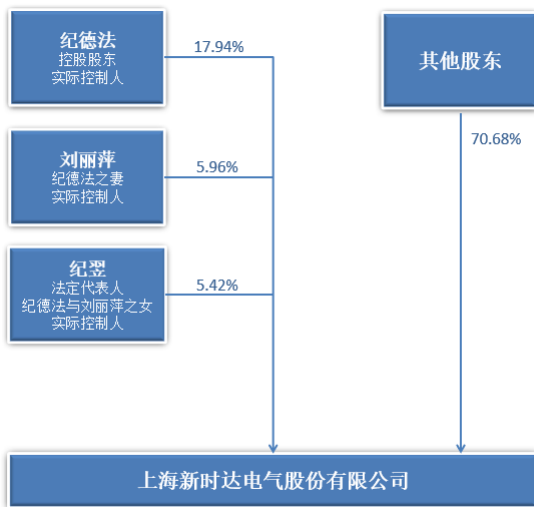 纪德法
控股股东
实际控制人
17.94%
其他股东
70.68%
刘丽萍
纪德法之妻
实际控制人
5.96%
纪翌
法定代表人
纪德法与刘丽萍之女
实际控制人
5.42%
上海新时达电气股份有限公司